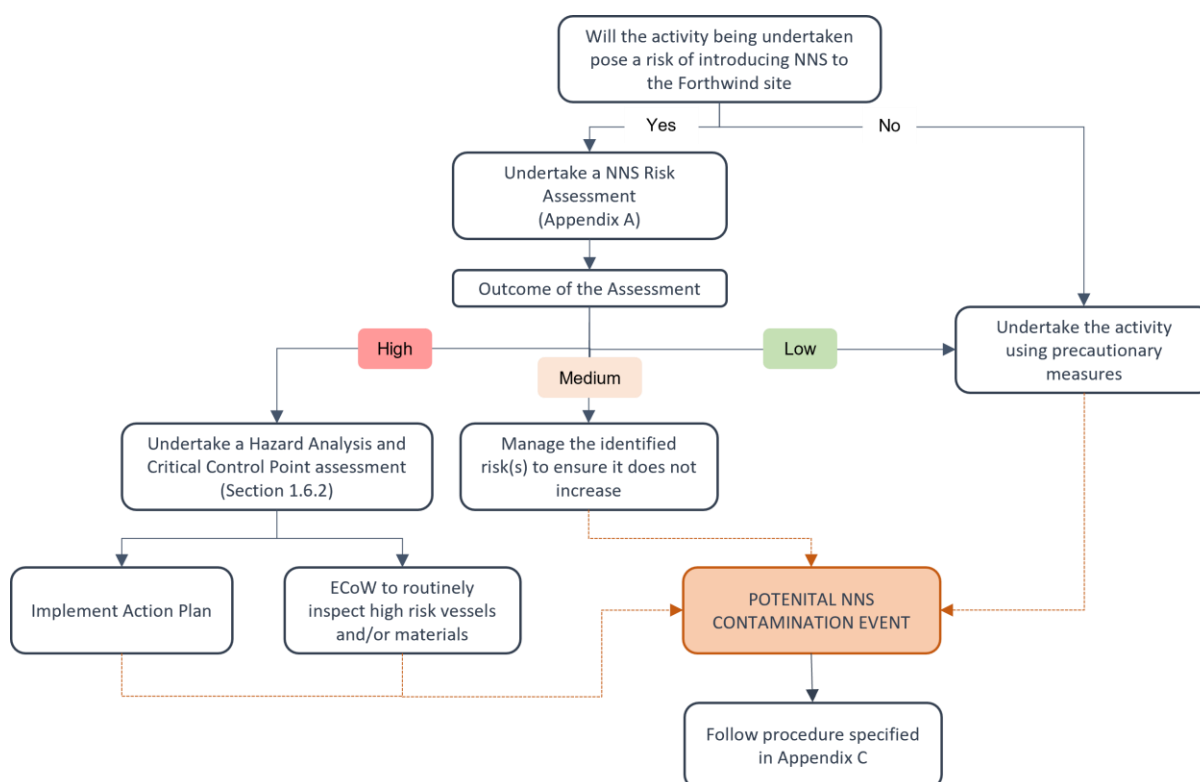 Will the activity being undertaken
pose a risk of introducing NNS to
the Forthwind site
Yes
No
Undertake a NNS Risk
Assessment
(Appendix A)
Outcome of the Assessment
High
Medium
Low
Undertake the activity
using precautionary
measures
Undertake a Hazard Analysis and
Critical Control Point assessment
(Section 1.6.2)
Manage the identified
risk(s) to ensure it does not
increase
Implement Action Plan
ECoW to routinely
inspect high risk vessels
and/or materials
POTENITAL NNS
CONTAMINATION EVENT
Follow procedure specified
in Appendix C